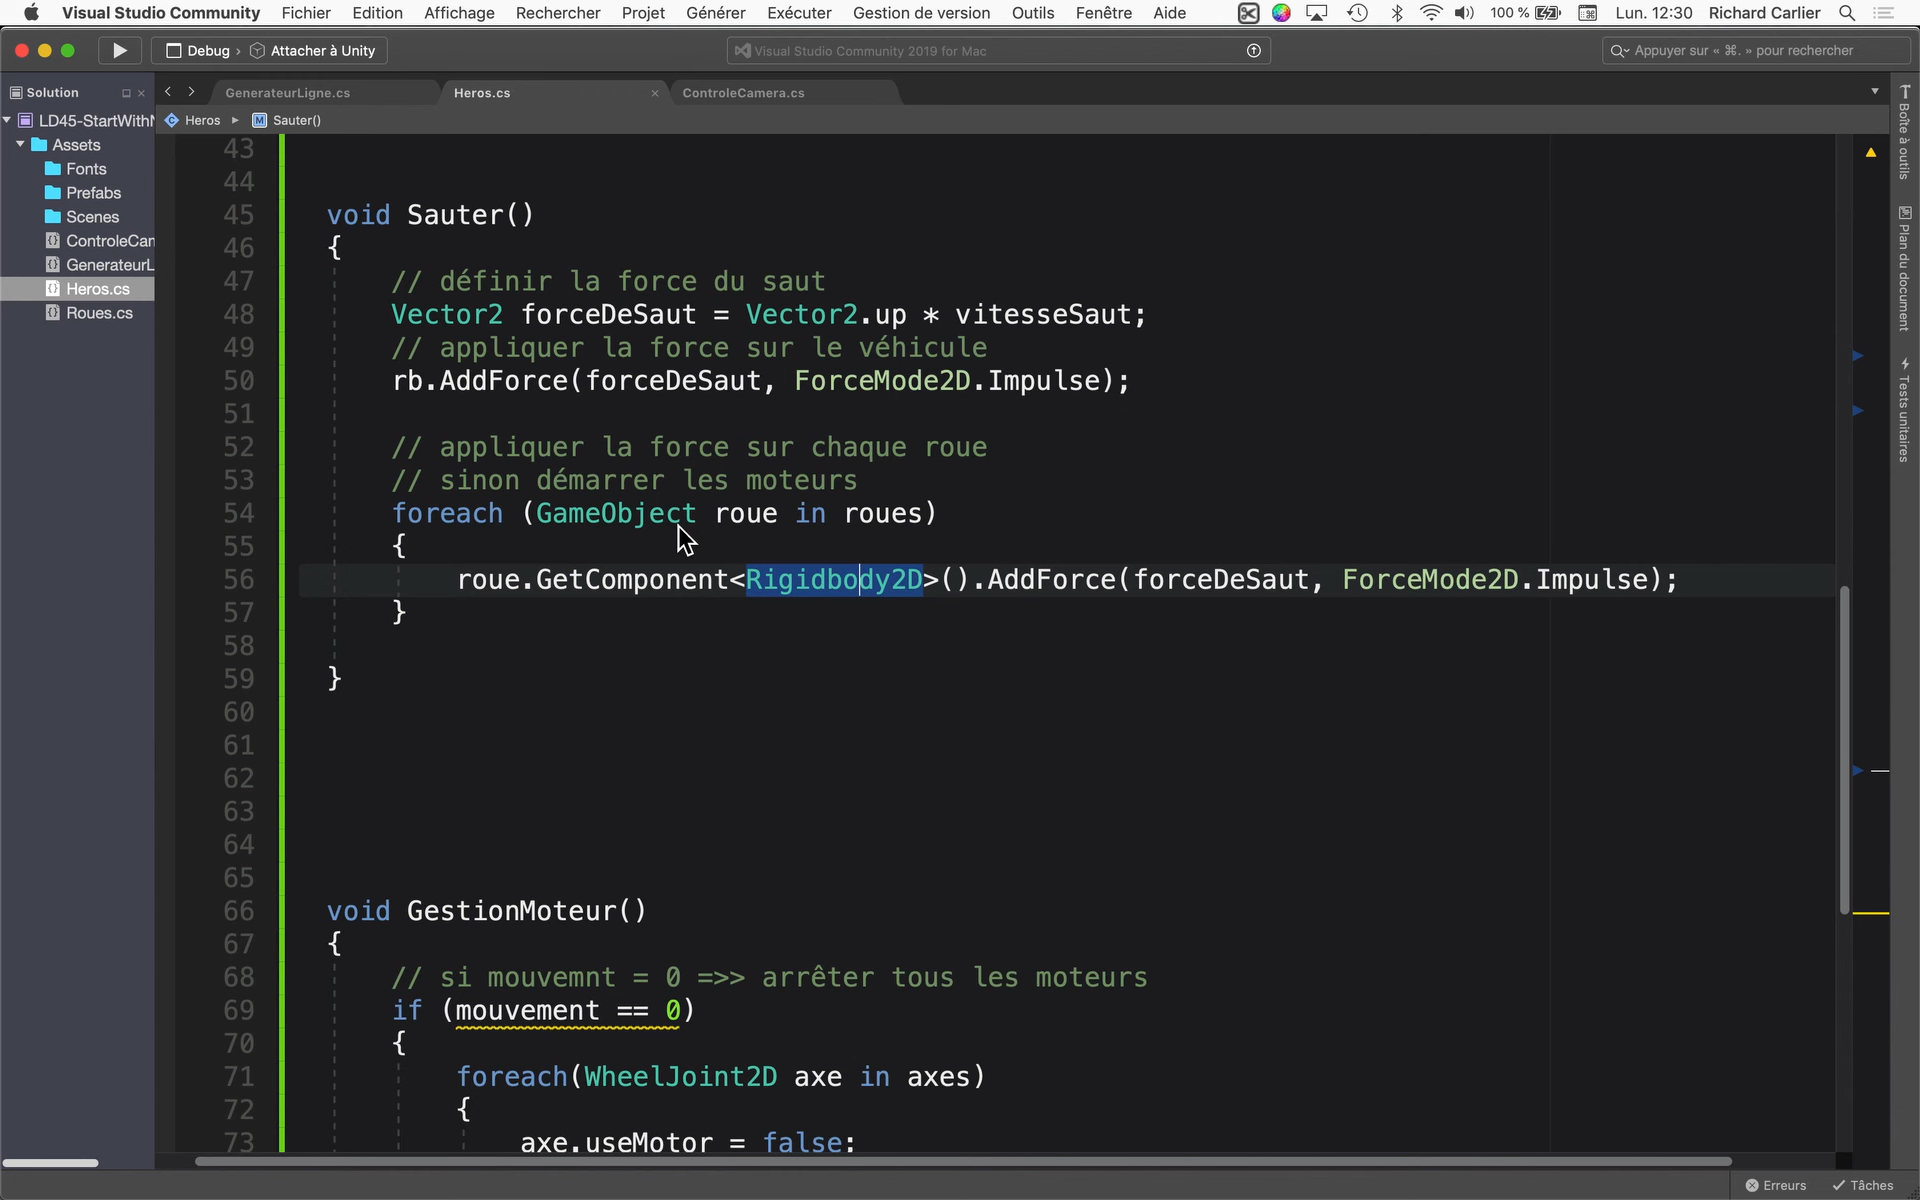 Visual Studio Community Fichier Edition Affichage Rechercher Projet Générer Exécuter Gestion de version Outils Fenêtre Aide 100 % Lun. 12:30 Richard Carlier
Debug › Attacher à Unity
Visual Studio Community 2019 for Mac
Appuyer sur « ⌘. » pour rechercher
Solution
LD45-StartWithN
Assets
Fonts
Prefabs
Scenes
ControleCam
GenerateurL
Heros.cs
Roues.cs
GenerateurLigne.cs
Heros.cs
ControleCamera.cs
Heros ▸ Sauter()
43
44
45 void Sauter()
46 {
47 // définir la force du saut
48 Vector2 forceDeSaut = Vector2.up * vitesseSaut;
49 // appliquer la force sur le véhicule
50 rb.AddForce(forceDeSaut, ForceMode2D.Impulse);
51
52 // appliquer la force sur chaque roue
53 // sinon démarrer les moteurs
54 foreach (GameObject roue in roues)
55 {
56 roue.GetComponent<Rigidbody2D>().AddForce(forceDeSaut, ForceMode2D.Impulse);
57 }
58
59 }
60
61
62
63
64
65
66 void GestionMoteur()
67 {
68 // si mouvemnt = 0 =>> arrêter tous les moteurs
69 if (mouvement == 0)
70 {
71 foreach(WheelJoint2D axe in axes)
72 {
73 axe.useMotor = false;
Boîte à outils
Plan du document
Tests unitaires
Erreurs
Tâches